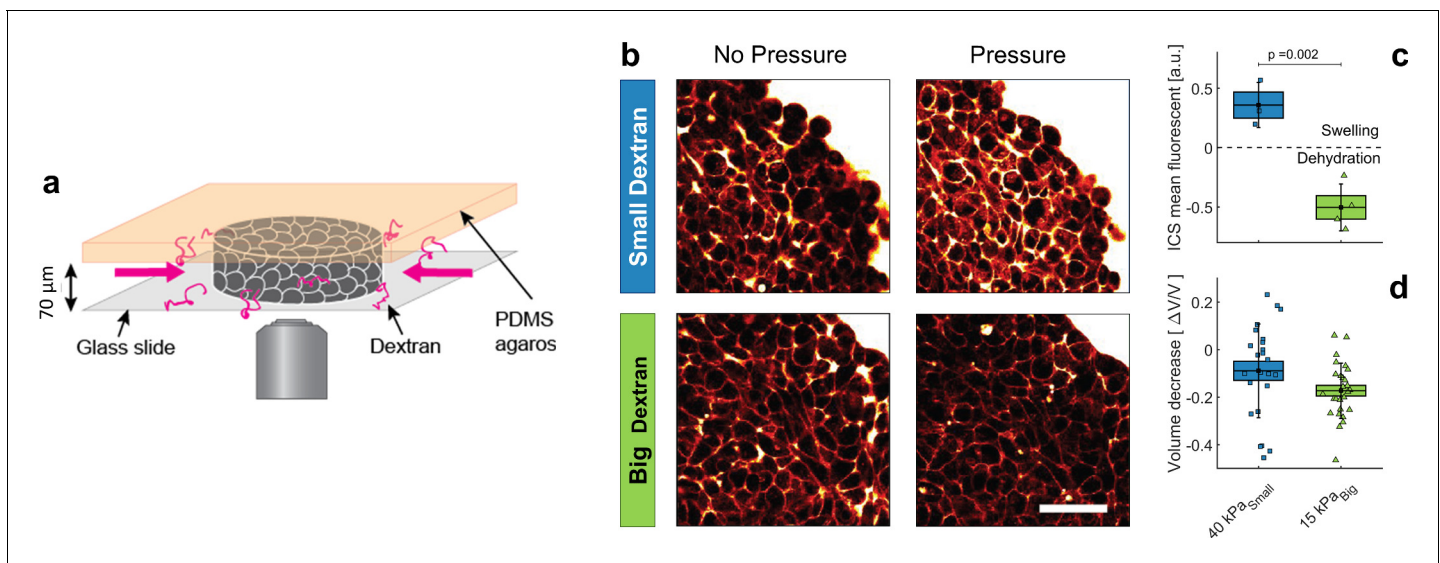 a
70 μm
Glass slide
Dextran
PDMS
agaros
b
No Pressure
Pressure
Small Dextran
Big Dextran
c
ICS mean fluorescent [a.u.]
p =0.002
0.5
0
-0.5
Swelling
Dehydration
d
Volume decrease [ ΔV/V ]
0.2
0
-0.2
-0.4
40 kPaSmall
15 kPaBig